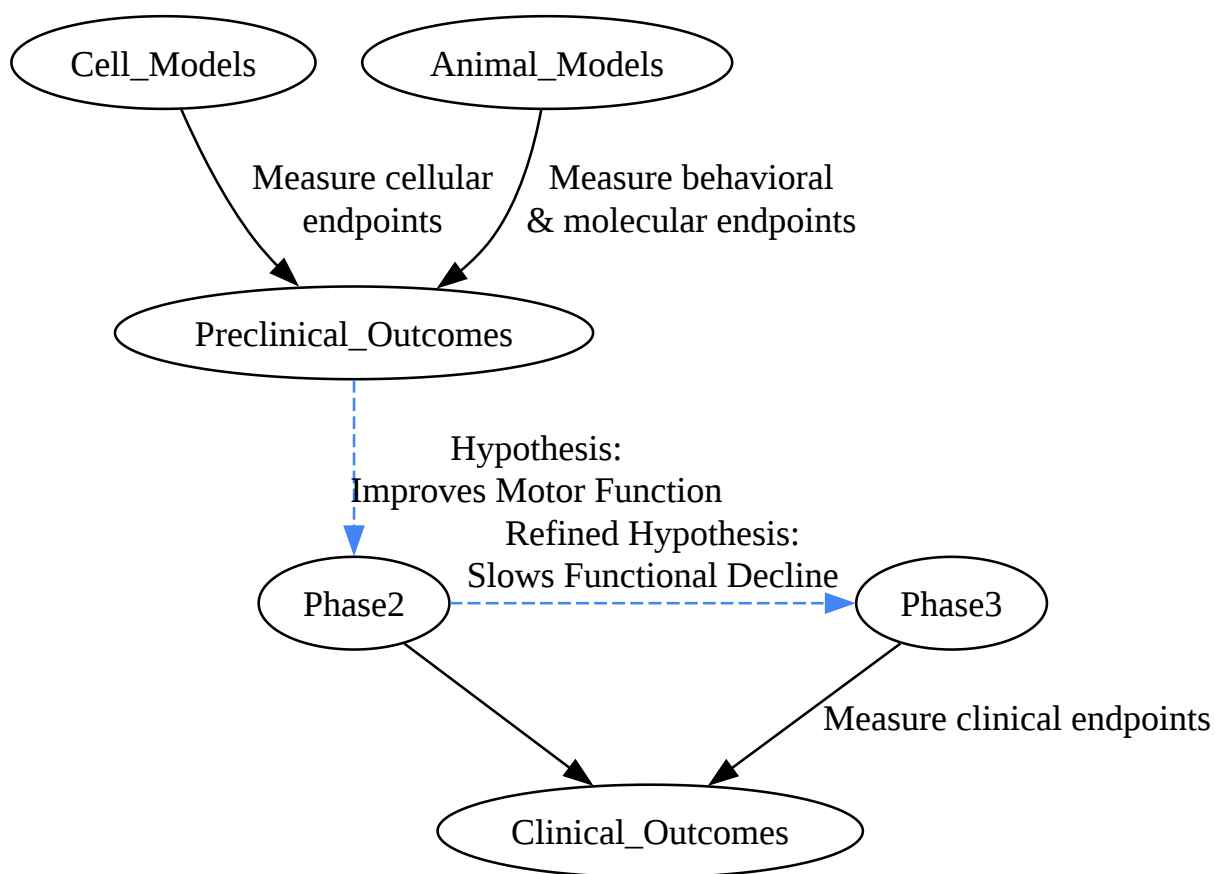 Cell_Models
Animal_Models
Measure cellular
endpoints
Measure behavioral
& molecular endpoints
Preclinical_Outcomes
Hypothesis:
Improves Motor Function
Refined Hypothesis:
Slows Functional Decline
Phase2
Phase3
Measure clinical endpoints
Clinical_Outcomes